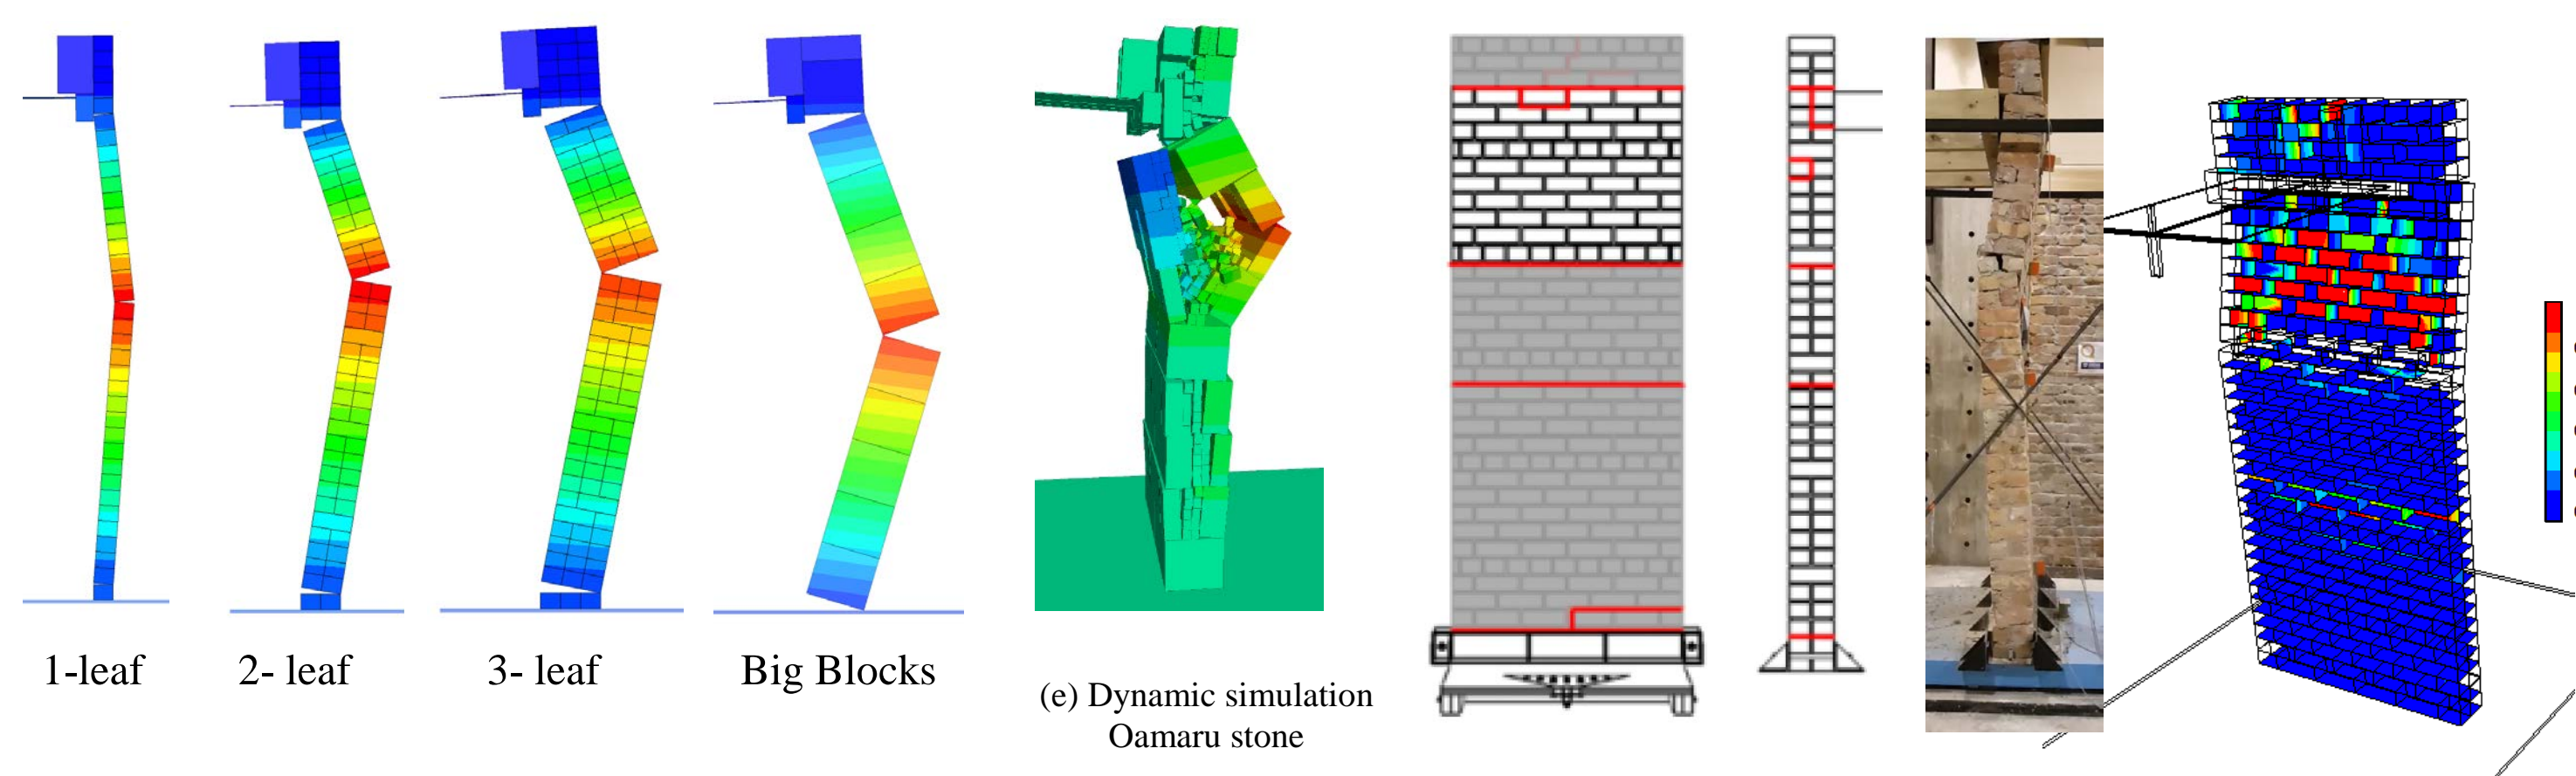 1-leaf
2- leaf
3- leaf
Big Blocks
(e) Dynamic simulation
Oamaru stone